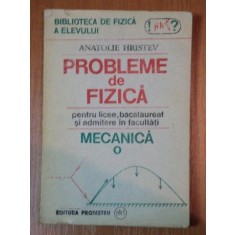 BIBLIOTECA DE FIZICĂ
A ELEVULUI
ANATOLIE HRISTEV
PROBLEME
de
FIZICĂ
pentru licee, bacalaureat
și admitere în facultăți
MECANICĂ
O
EDITURA PROMETEU